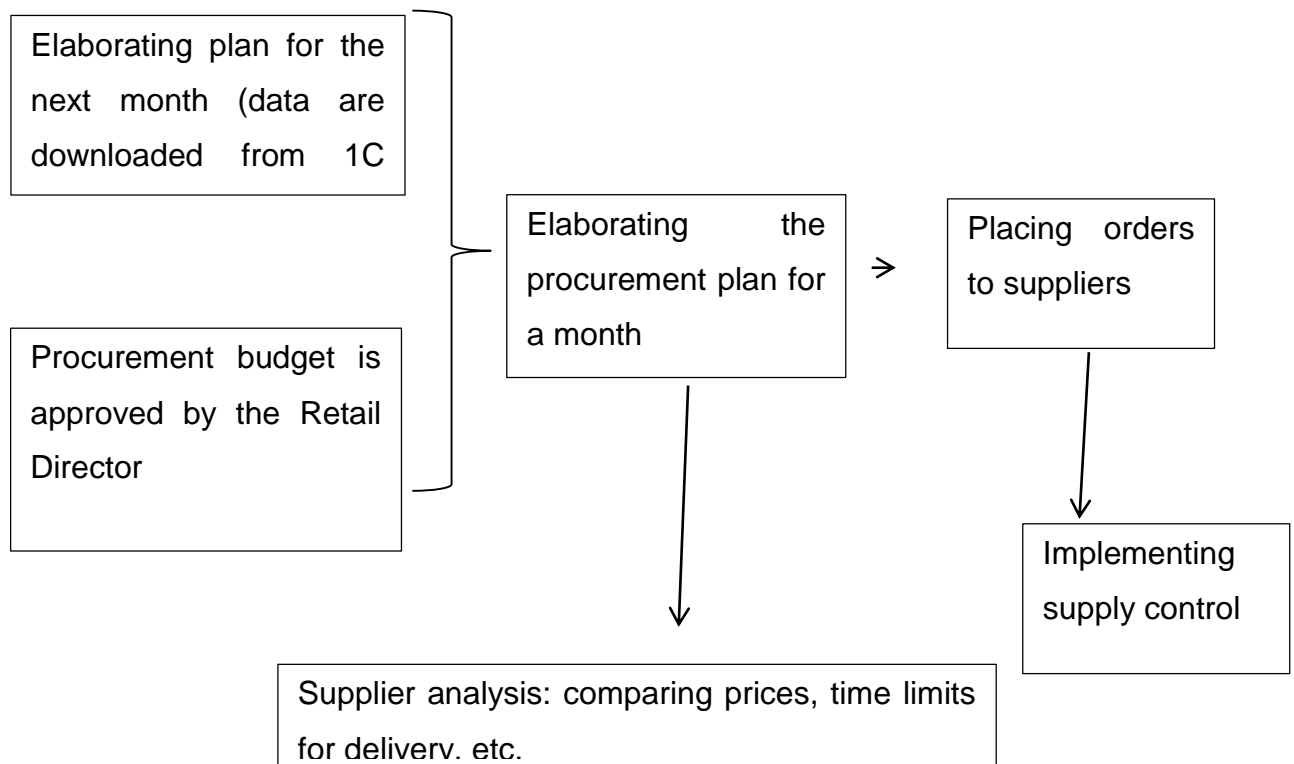 Elaborating plan for the
next month (data are
downloaded from 1C
Procurement budget is
approved by the Retail
Director
Elaborating the
procurement plan for
a month
Placing orders
to suppliers
Implementing
supply control
Supplier analysis: comparing prices, time limits
for delivery, etc.